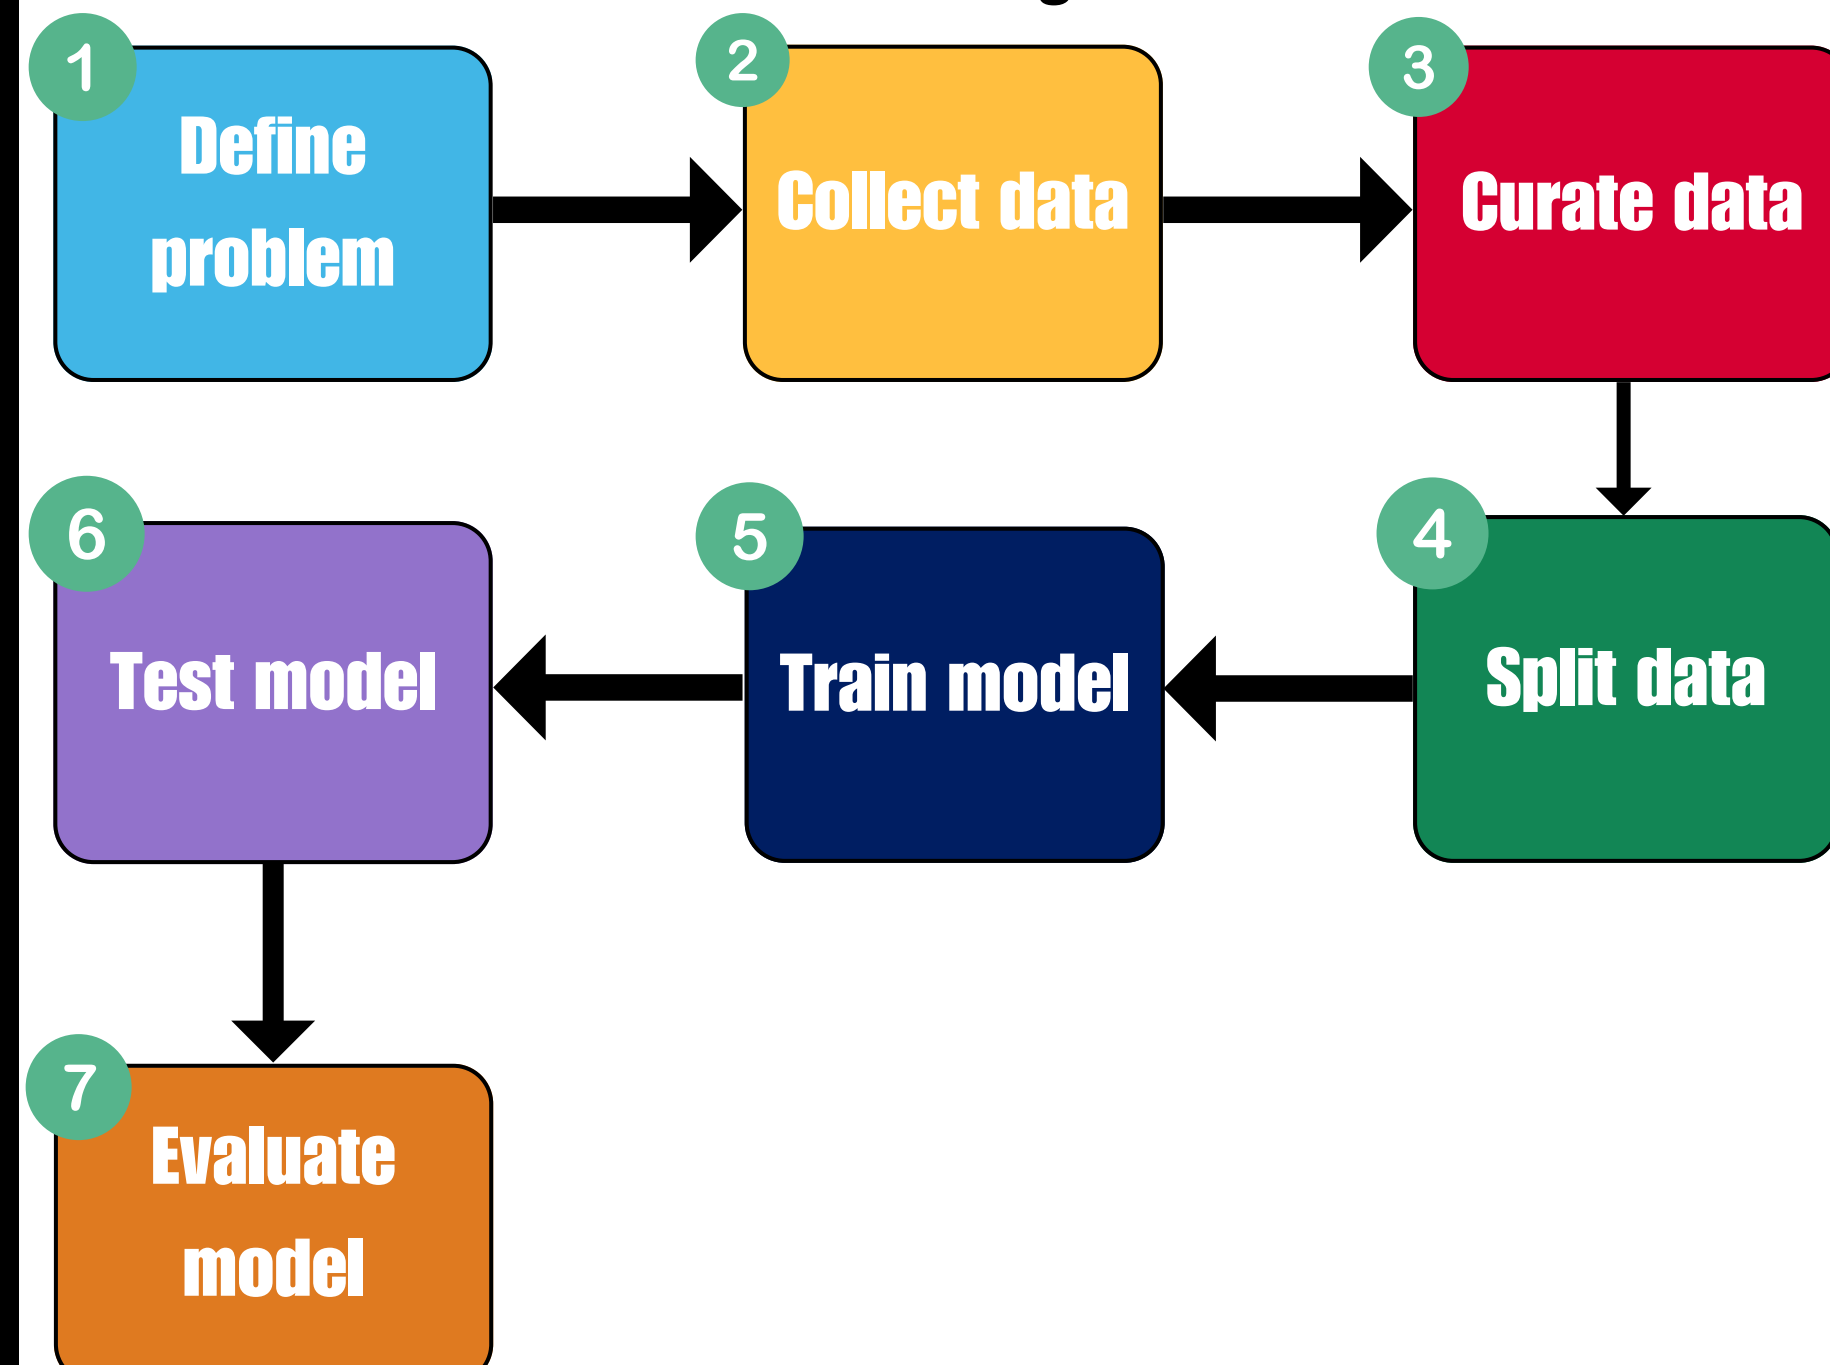 1
Define
problem
2
Collect data
3
Curate data
4
Split data
5
Train model
6
Test model
7
Evaluate
model